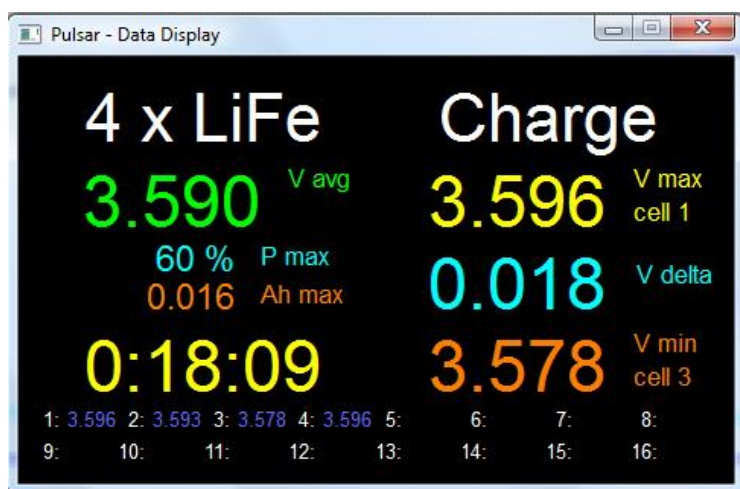 Pulsar - Data Display
4 x LiFe Charge
3.590 V avg 3.596 V max cell 1
60 % P max
0.016 Ah max
0.018 V delta
0:18:09 3.578 V min cell 3
1: 3.596 2: 3.593 3: 3.578 4: 3.596 5: 6: 7: 8:
9: 10: 11: 12: 13: 14: 15: 16: